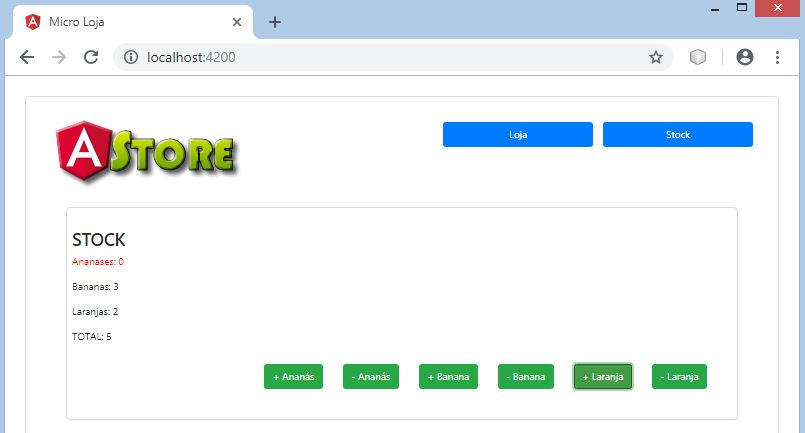 Micro Loja
localhost:4200
A STORE
Loja
Stock
STOCK
Ananases: 0
Bananas: 3
Laranjas: 2
TOTAL: 5
+ Ananás - Ananás + Banana - Banana + Laranja - Laranja